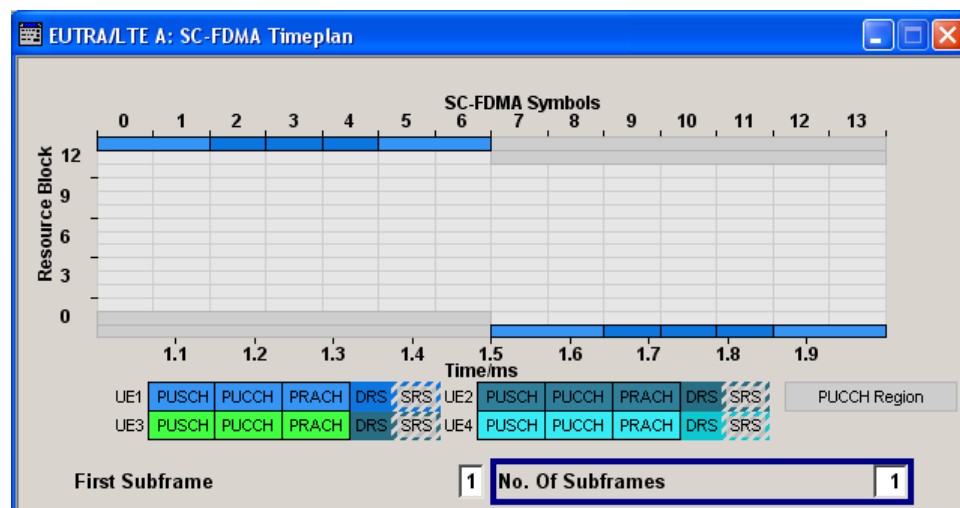 EUTRA/LTE A: SC-FDMA Timeplan
SC-FDMA Symbols
0 1 2 3 4 5 6 7 8 9 10 11 12 13
Resource Block
12
9
6
3
0
1.1 1.2 1.3 1.4 1.5 1.6 1.7 1.8 1.9
Time/ms
UE1 PUSCH PUCCH PRACH DRS SRS UE2 PUSCH PUCCH PRACH DRS SRS PUCCH Region
UE3 PUSCH PUCCH PRACH DRS SRS UE4 PUSCH PUCCH PRACH DRS SRS
First Subframe 1 No. Of Subframes 1